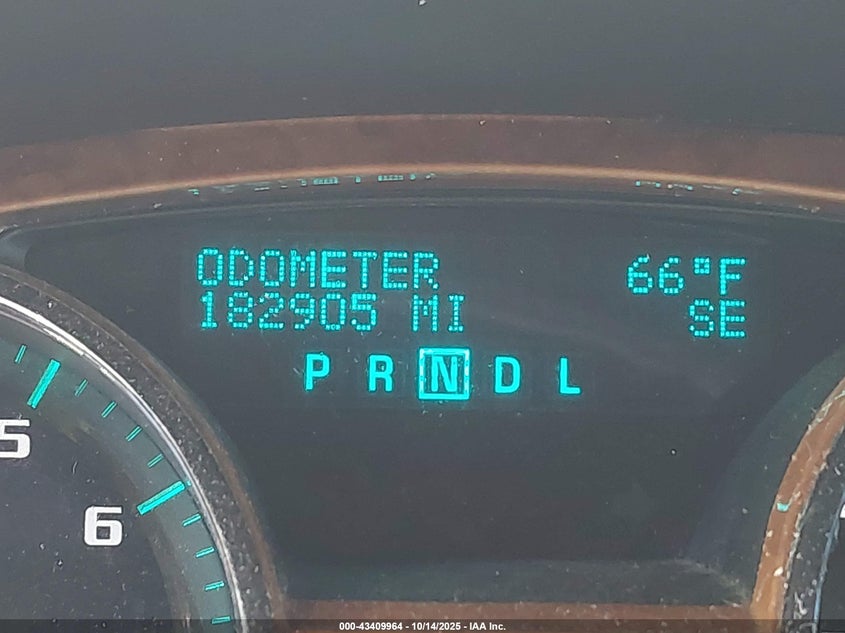 ODOMETER 66°F
182905 MI SE
P R N D L
5
6
000-43409964 - 10/14/2025 - IAA Inc.